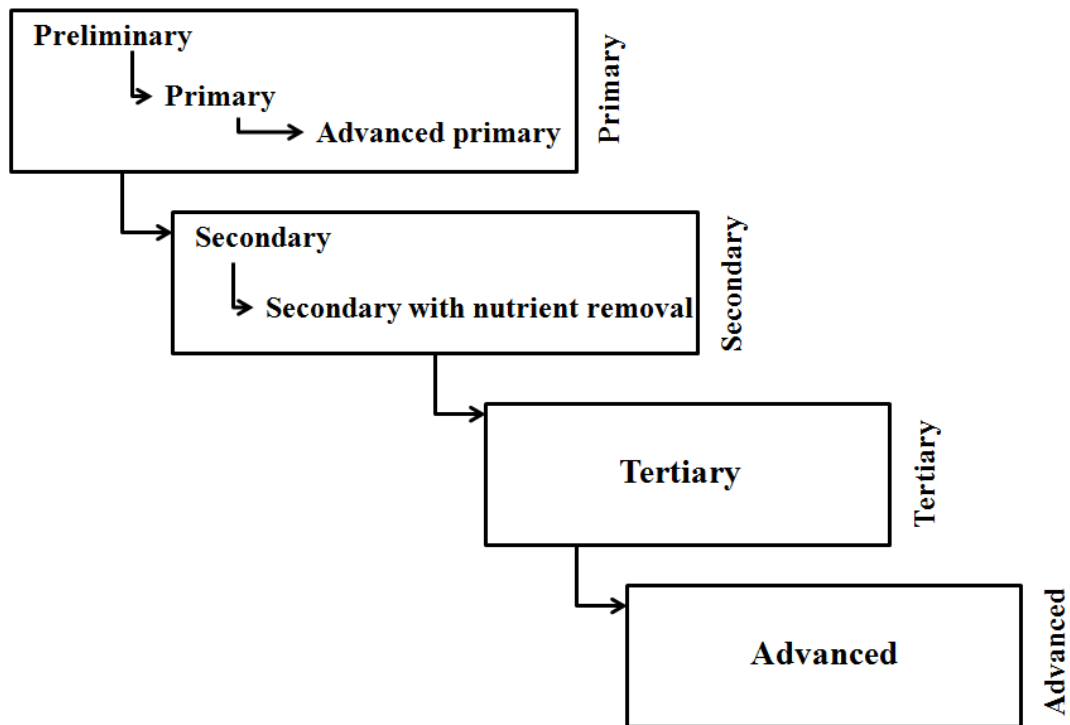 Preliminary
Primary
Advanced primary
Primary
Secondary
Secondary with nutrient removal
Secondary
Tertiary
Tertiary
Advanced
Advanced